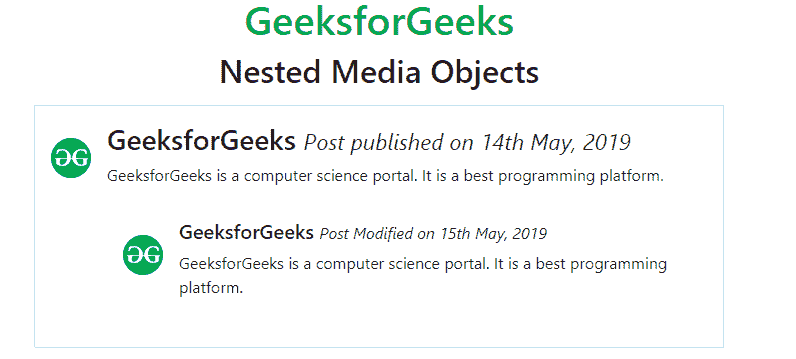 GeeksforGeeks
Nested Media Objects
GeeksforGeeks Post published on 14th May, 2019
GeeksforGeeks is a computer science portal. It is a best programming platform.
GeeksforGeeks Post Modified on 15th May, 2019
GeeksforGeeks is a computer science portal. It is a best programming
platform.